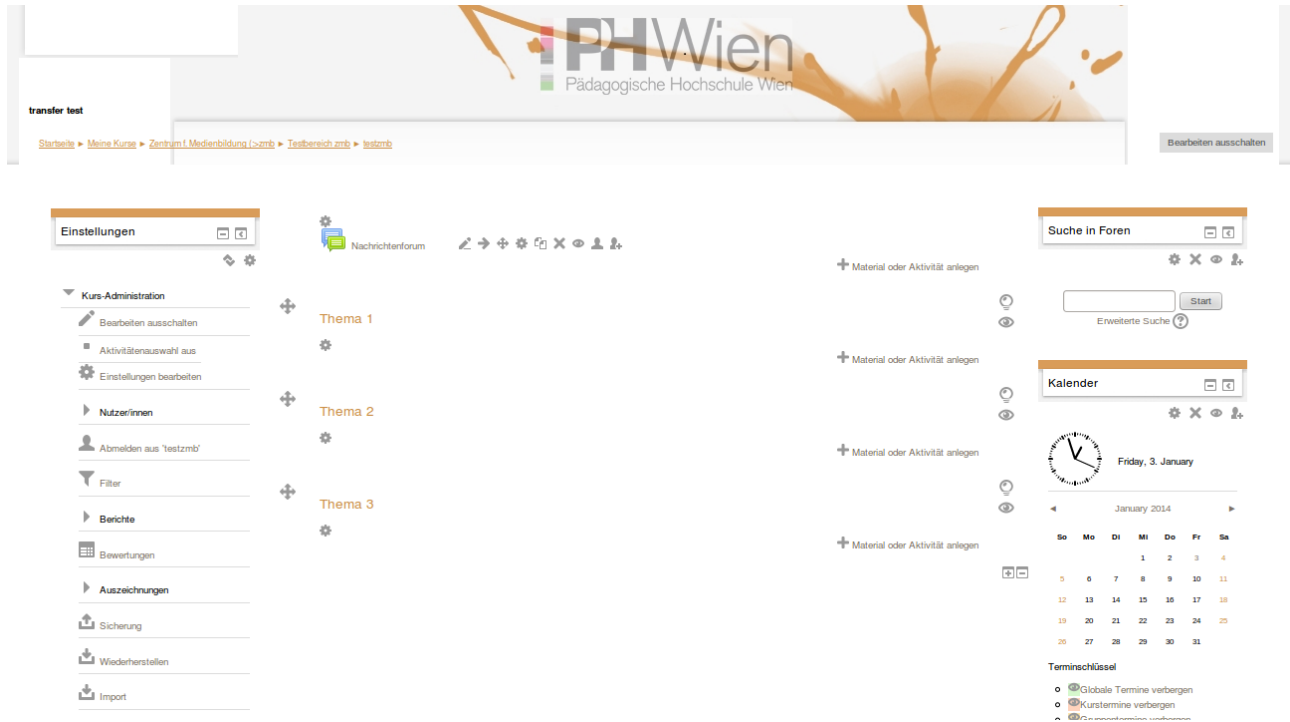 PHWien
Pädagogische Hochschule Wien
transfer test
Startseite ► Meine Kurse ► Zentrum f. Medienbildung |:>zmb ► Testbereich zmb ► testzmb
Bearbeiten ausschalten
Einstellungen
Kurs-Administration
Bearbeiten ausschalten
Aktivitätenauswahl aus
Einstellungen bearbeiten
Nutzer/innen
Abmelden aus 'testzmb'
Filter
Berichte
Bewertungen
Auszeichnungen
Sicherung
Wiederherstellen
Import
Nachrichtenforum
Material oder Aktivität anlegen
Thema 1
Material oder Aktivität anlegen
Thema 2
Material oder Aktivität anlegen
Thema 3
Material oder Aktivität anlegen
Suche in Foren
Start
Erweiterte Suche
Kalender
Friday, 3. January
◄ January 2014 ►
So Mo Di Mi Do Fr Sa
1 2 3 4
5 6 7 8 9 10 11
12 13 14 15 16 17 18
19 20 21 22 23 24 25
26 27 28 29 30 31
Terminschlüssel
Globale Termine verbergen
Kurstermine verbergen
Gruppentermine verbergen